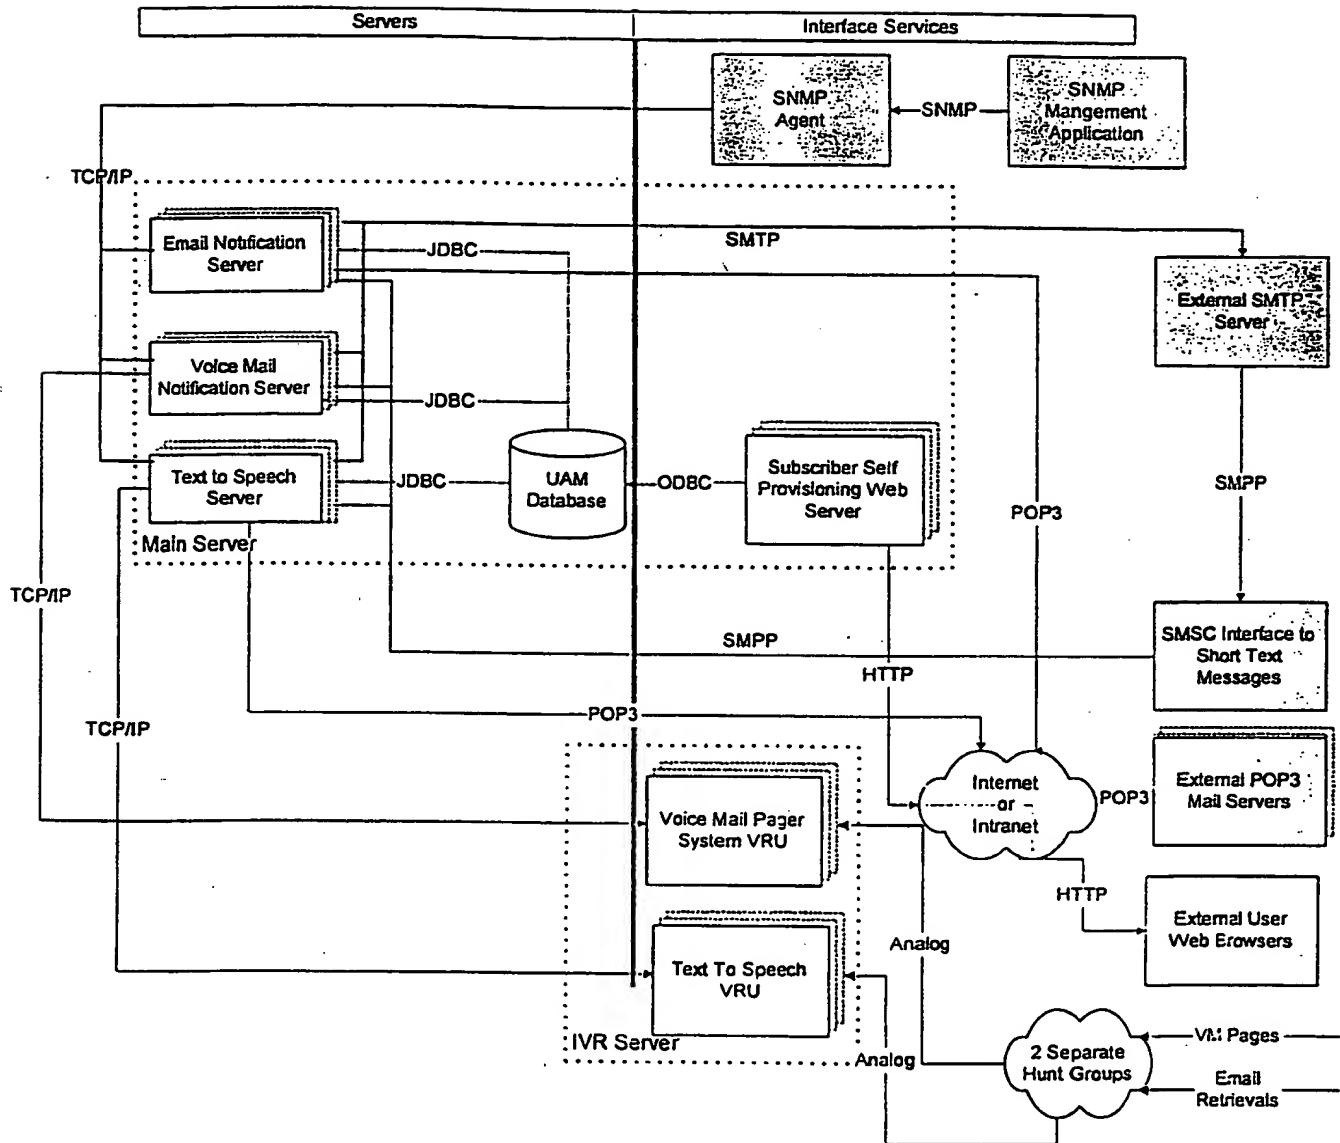 Servers
Interface Services
SNMP
Agent
SNMP
SNMP
Mangement
Application
TCP/IP
Email Notification
Server
JDBC
SMTP
External SMTP
Server
Voice Mail
Notification Server
JDBC
Text to Speech
Server
JDBC
UAM
Database
ODBC
Subscriber Self
Provisioning Web
Server
POP3
SMPP
Main Server
TCP/IP
SMPP
SMSC Interface to
Short Text
Messages
HTTP
TCP/IP
POP3
Internet
or
Intranet
POP3
External POP3
Mail Servers
Voice Mail Pager
System VRU
HTTP
External User
Web Erowsers
Analog
Text To Speech
VRU
IVR Server
Analog
2 Separate
Hunt Groups
VM Pages
Email
Retrievals